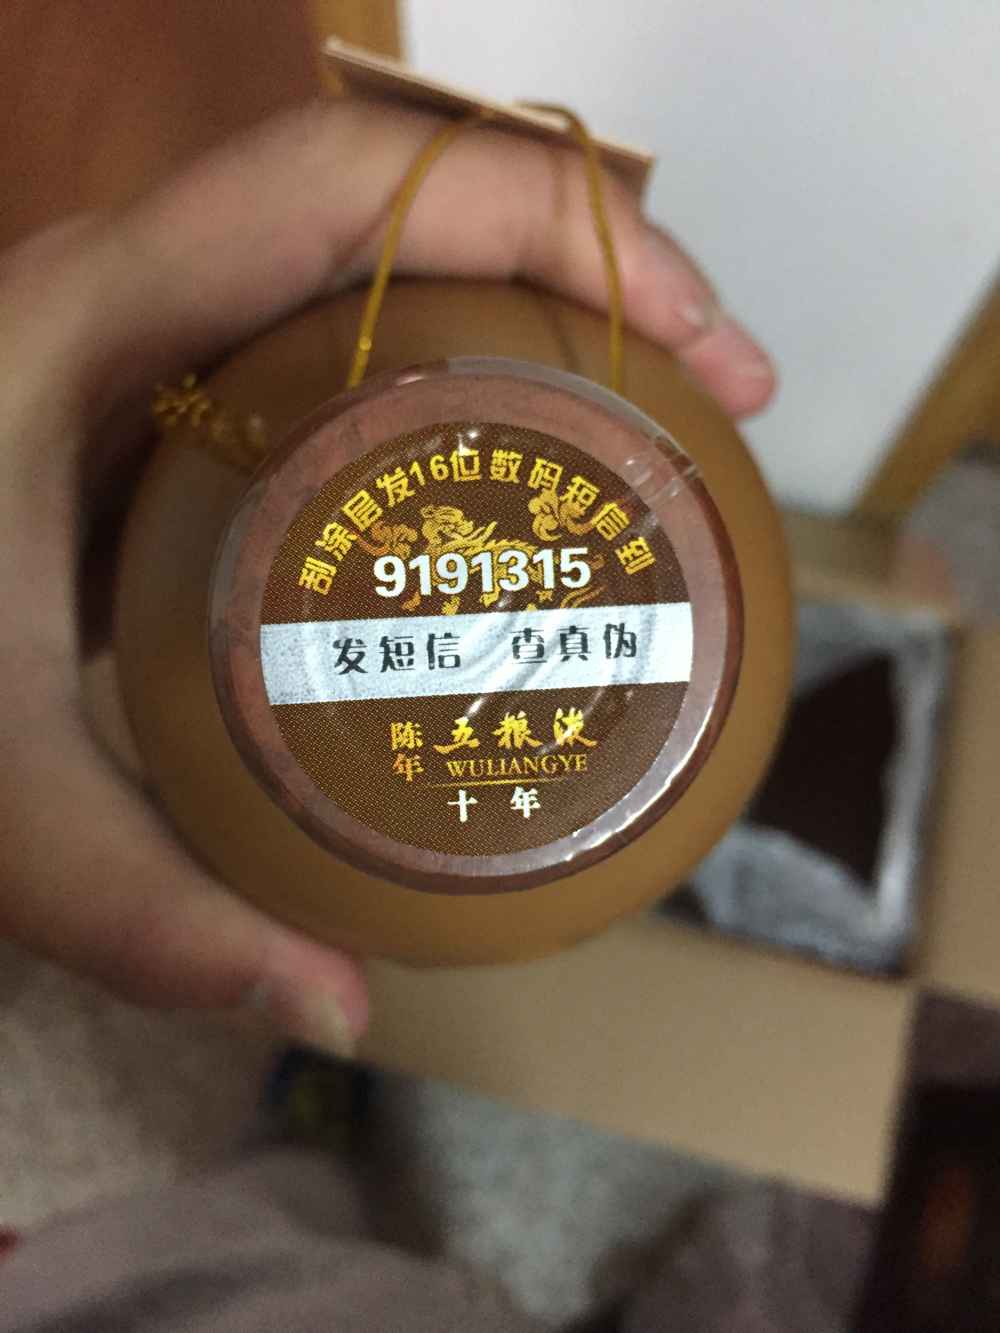 刮涂层发16位数码短信到
9191315
发短信 查真伪
陈年 五粮液
WULIANGYE
十年